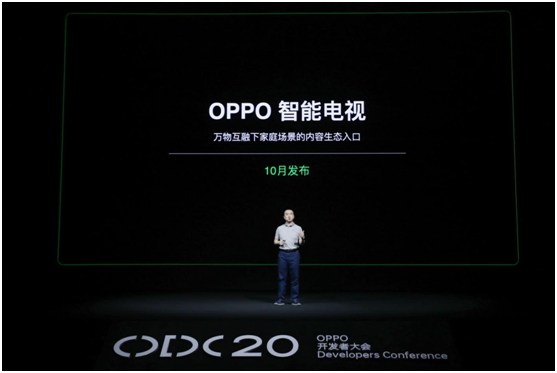 OPPO 智能电视
万物互融下家庭场景的内容生态入口
10月发布
ODC20
OPPO
开发者大会
Developers Conference